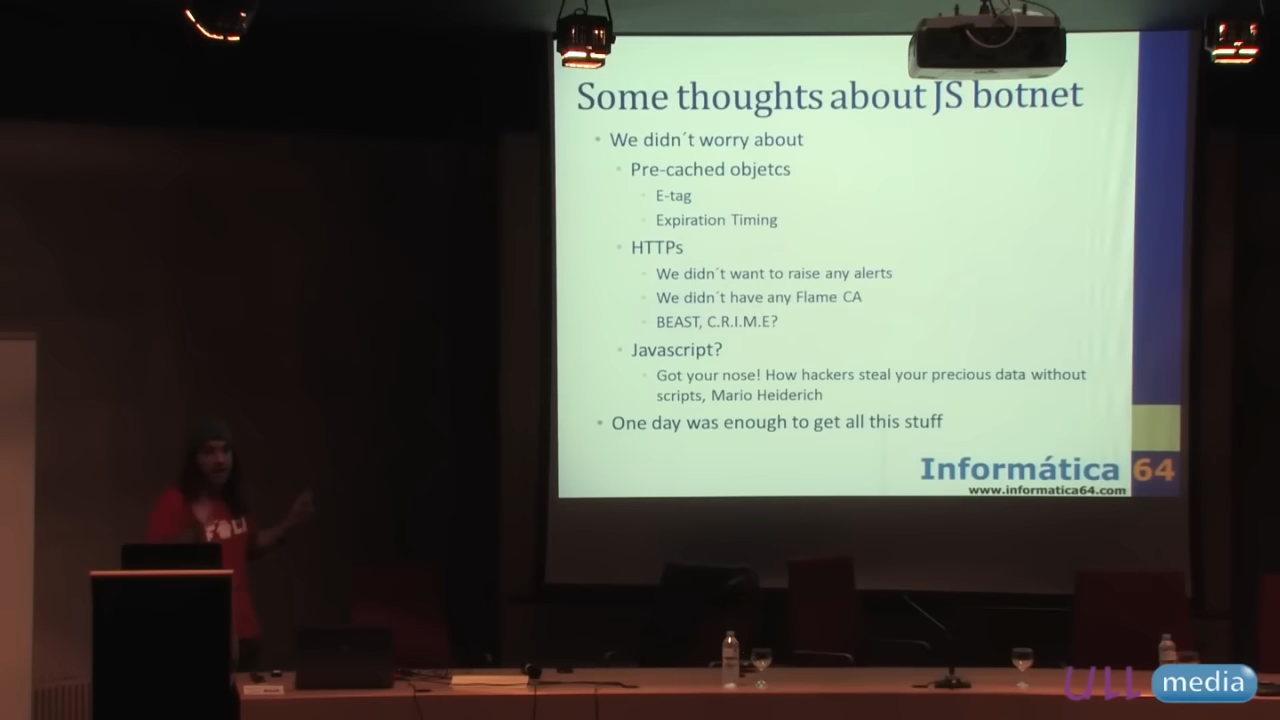 Some thoughts about JS botnet
• We didn´t worry about
• Pre-cached objetcs
• E-tag
• Expiration Timing
• HTTPs
• We didn´t want to raise any alerts
• We didn´t have any Flame CA
• BEAST, C.R.I.M.E?
• Javascript?
• Got your nose! How hackers steal your precious data without
scripts, Mario Heiderich
• One day was enough to get all this stuff
Informática 64
www.informatica64.com
ULL media